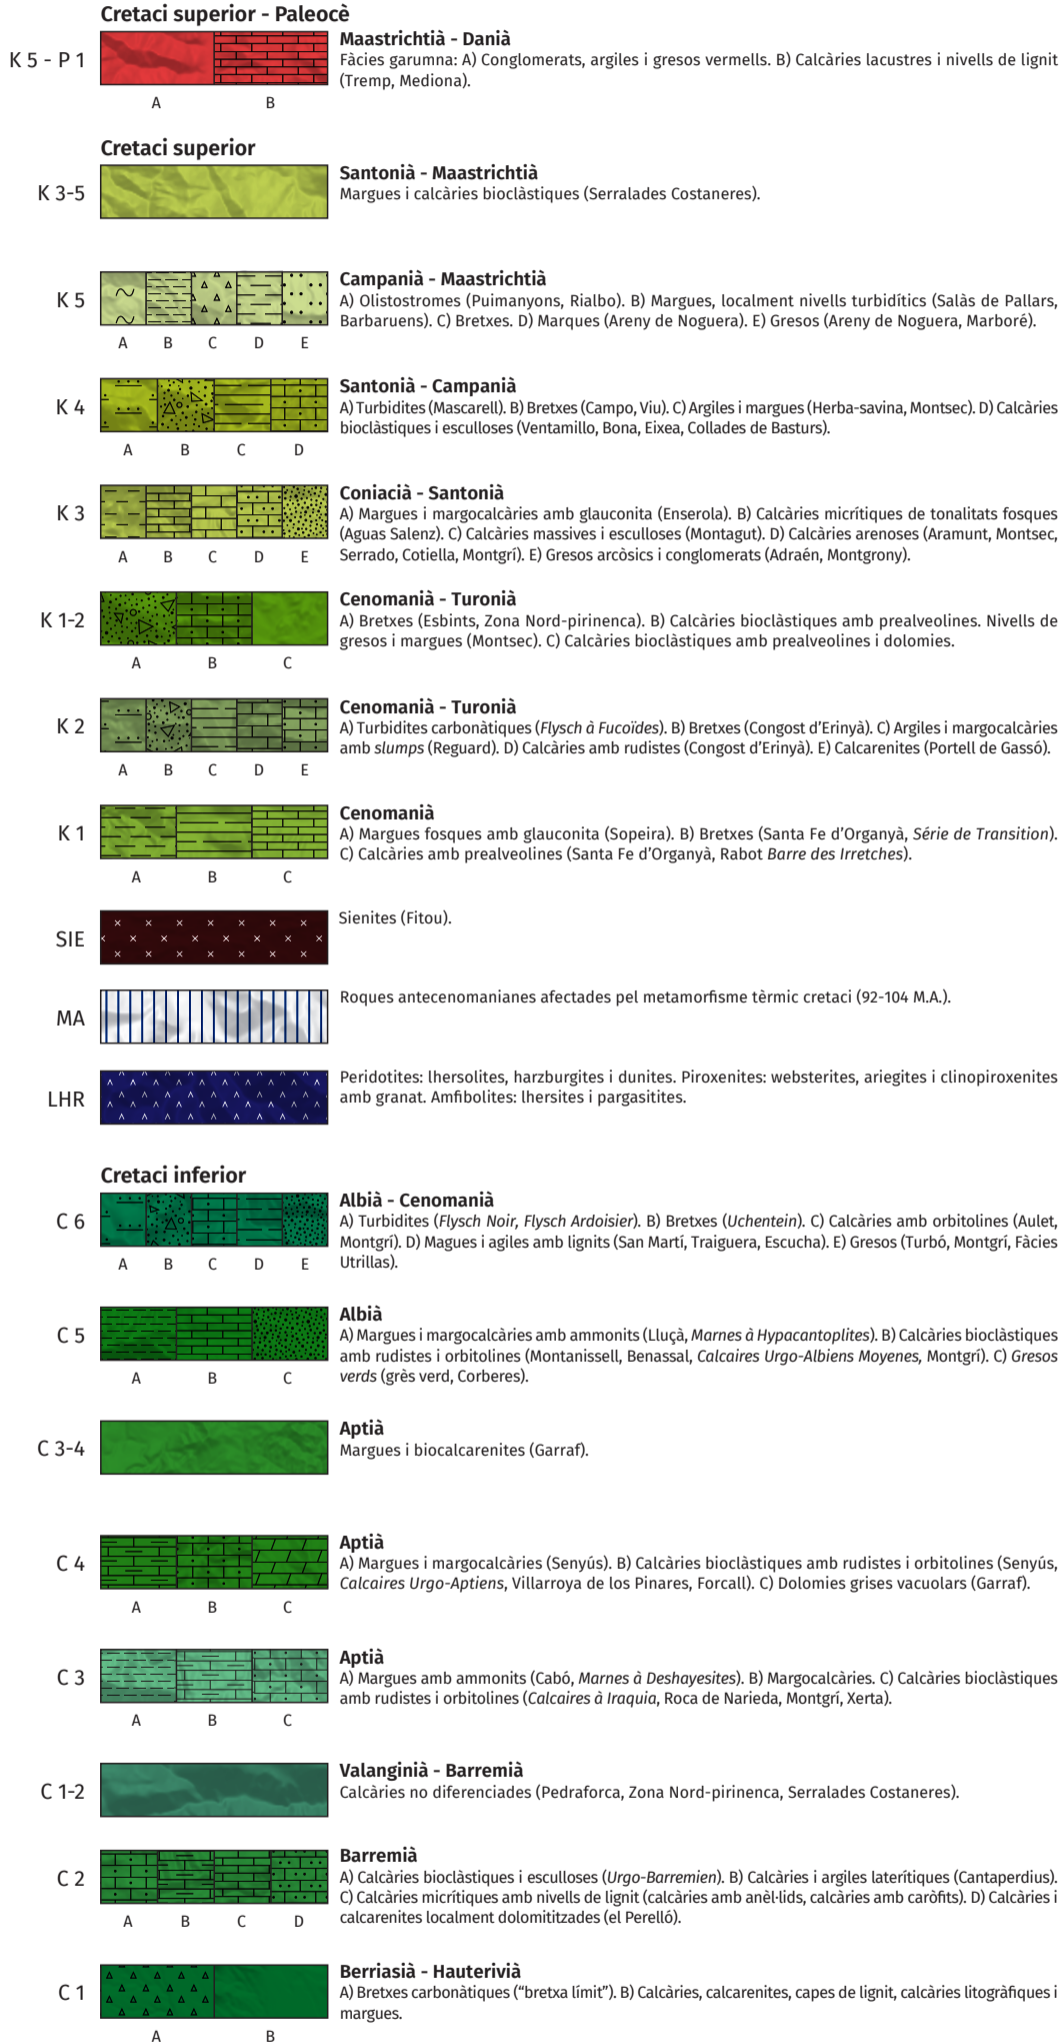 Cretaci superior - Paleocè
K 5 - P 1
Maastrichtià - Danià
Fàcies garumna: A) Conglomerats, argiles i gresos vermells. B) Calcàries lacustres i nivells de lignit
(Tremp, Mediona).
A B
Cretaci superior
K 3-5
Santonià - Maastrichtià
Margues i calcàries bioclàstiques (Serralades Costaneres).
K 5
Campanià - Maastrichtià
A) Olistostromes (Puimanyons, Rialbo). B) Margues, localment nivells turbidítics (Salàs de Pallars,
Barbaruens). C) Bretxes. D) Marques (Areny de Noguera). E) Gresos (Areny de Noguera, Marboré).
A B C D E
K 4
Santonià - Campanià
A) Turbidites (Mascarell). B) Bretxes (Campo, Viu). C) Argiles i margues (Herba-savina, Montsec). D) Calcàries
bioclàstiques i esculloses (Ventamillo, Bona, Eixea, Collades de Basturs).
A B C D
K 3
Coniacià - Santonià
A) Margues i margocalcàries amb glauconita (Enserola). B) Calcàries micrítiques de tonalitats fosques
(Aguas Salenz). C) Calcàries massives i esculloses (Montagut). D) Calcàries arenoses (Aramunt, Montsec,
Serrado, Cotiella, Montgrí). E) Gresos arcòsics i conglomerats (Adraén, Montgrony).
A B C D E
K 1-2
Cenomanià - Turonià
A) Bretxes (Esbints, Zona Nord-pirinenca). B) Calcàries bioclàstiques amb prealveolines. Nivells de
gresos i margues (Montsec). C) Calcàries bioclàstiques amb prealveolines i dolomies.
A B C
K 2
Cenomanià - Turonià
A) Turbidites carbonàtiques (Flysch à Fucoïdes). B) Bretxes (Congost d'Erinyà). C) Argiles i margocalcàries
amb slumps (Reguard). D) Calcàries amb rudistes (Congost d'Erinyà). E) Calcarenites (Portell de Gassó).
A B C D E
K 1
Cenomanià
A) Margues fosques amb glauconita (Sopeira). B) Bretxes (Santa Fe d'Organyà, Série de Transition).
C) Calcàries amb prealveolines (Santa Fe d'Organyà, Rabot Barre des Irretches).
A B C
SIE
Sienites (Fitou).
MA
Roques antecenomanianes afectades pel metamorfisme tèrmic cretaci (92-104 M.A.).
LHR
Peridotites: lhersolites, harzburgites i dunites. Piroxenites: websterites, ariegites i clinopiroxenites
amb granat. Amfibolites: lhersites i pargasitites.
Cretaci inferior
C 6
Albià - Cenomanià
A) Turbidites (Flysch Noir, Flysch Ardoisier). B) Bretxes (Uchentein). C) Calcàries amb orbitolines (Aulet,
Montgrí). D) Magues i agiles amb lignits (San Martí, Traiguera, Escucha). E) Gresos (Turbó, Montgrí, Fàcies
Utrillas).
A B C D E
C 5
Albià
A) Margues i margocalcàries amb ammonits (Lluçà, Marnes à Hypacantoplites). B) Calcàries bioclàstiques
amb rudistes i orbitolines (Montanissell, Benassal, Calcaires Urgo-Albiens Moyenes, Montgrí). C) Gresos
verds (grès verd, Corberes).
A B C
C 3-4
Aptià
Margues i biocalcarenites (Garraf).
C 4
Aptià
A) Margues i margocalcàries (Senyús). B) Calcàries bioclàstiques amb rudistes i orbitolines (Senyús,
Calcaires Urgo-Aptiens, Villarroya de los Pinares, Forcall). C) Dolomies grises vacuolars (Garraf).
A B C
C 3
Aptià
A) Margues amb ammonits (Cabó, Marnes à Deshayesites). B) Margocalcàries. C) Calcàries bioclàstiques
amb rudistes i orbitolines (Calcaires à Iraquia, Roca de Narieda, Montgrí, Xerta).
A B C
C 1-2
Valanginià - Barremià
Calcàries no diferenciades (Pedraforca, Zona Nord-pirinenca, Serralades Costaneres).
C 2
Barremià
A) Calcàries bioclàstiques i esculloses (Urgo-Barremien). B) Calcàries i argiles laterítiques (Cantaperdius).
C) Calcàries micrítiques amb nivells de lignit (calcàries amb anèl·lids, calcàries amb caròfits). D) Calcàries i
calcarenites localment dolomititzades (el Perelló).
A B C D
C 1
Berriasià - Hauterivià
A) Bretxes carbonàtiques (“bretxa límit”). B) Calcàries, calcarenites, capes de lignit, calcàries litogràfiques i
margues.
A B